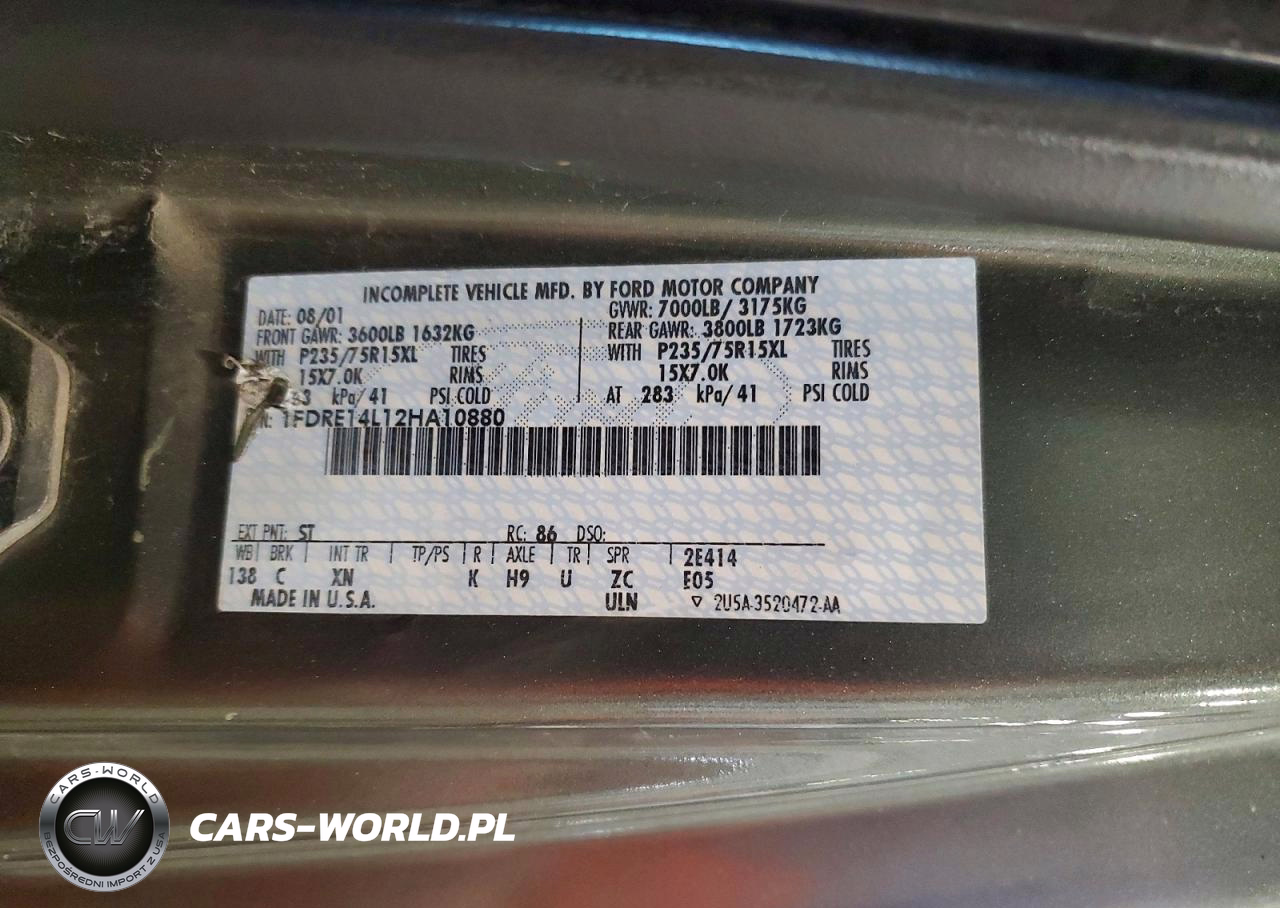 INCOMPLETE VEHICLE MFD. BY FORD MOTOR COMPANY
DATE: 08/01 GVWR: 7000LB/ 3175KG
FRONT GAWR: 3600LB 1632KG REAR GAWR: 3800LB 1723KG
WITH P235/75R15XL TIRES WITH P235/75R15XL TIRES
15X7.0K RIMS 15X7.0K RIMS
3 kPa/41 PSI COLD AT 283 kPa/41 PSI COLD
N: 1FDRE14L12HA10880
EXT PNT: ST RC: 86 DSO:
WB BRK INT TR TP/PS R AXLE TR SPR 2E414
138 C XN K H9 U ZC E05
MADE IN U.S.A. ULN ▽ 2U5A-3520472-AA
CARS-WORLD
CW
BEZPOŚREDNI IMPORT Z USA
CARS-WORLD.PL